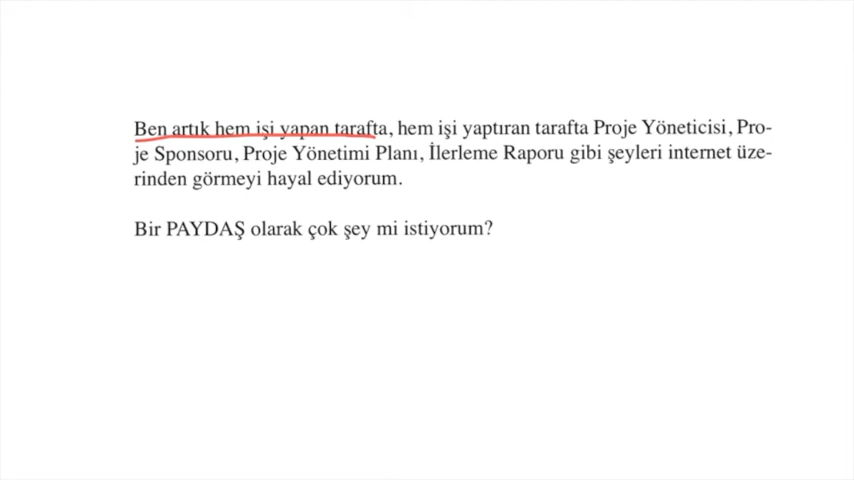 Ben artık hem işi yapan tarafta, hem işi yaptıran tarafta Proje Yöneticisi, Pro-
je Sponsoru, Proje Yönetimi Planı, İlerleme Raporu gibi şeyleri internet üze-
rinden görmeyi hayal ediyorum.
Bir PAYDAŞ olarak çok şey mi istiyorum?